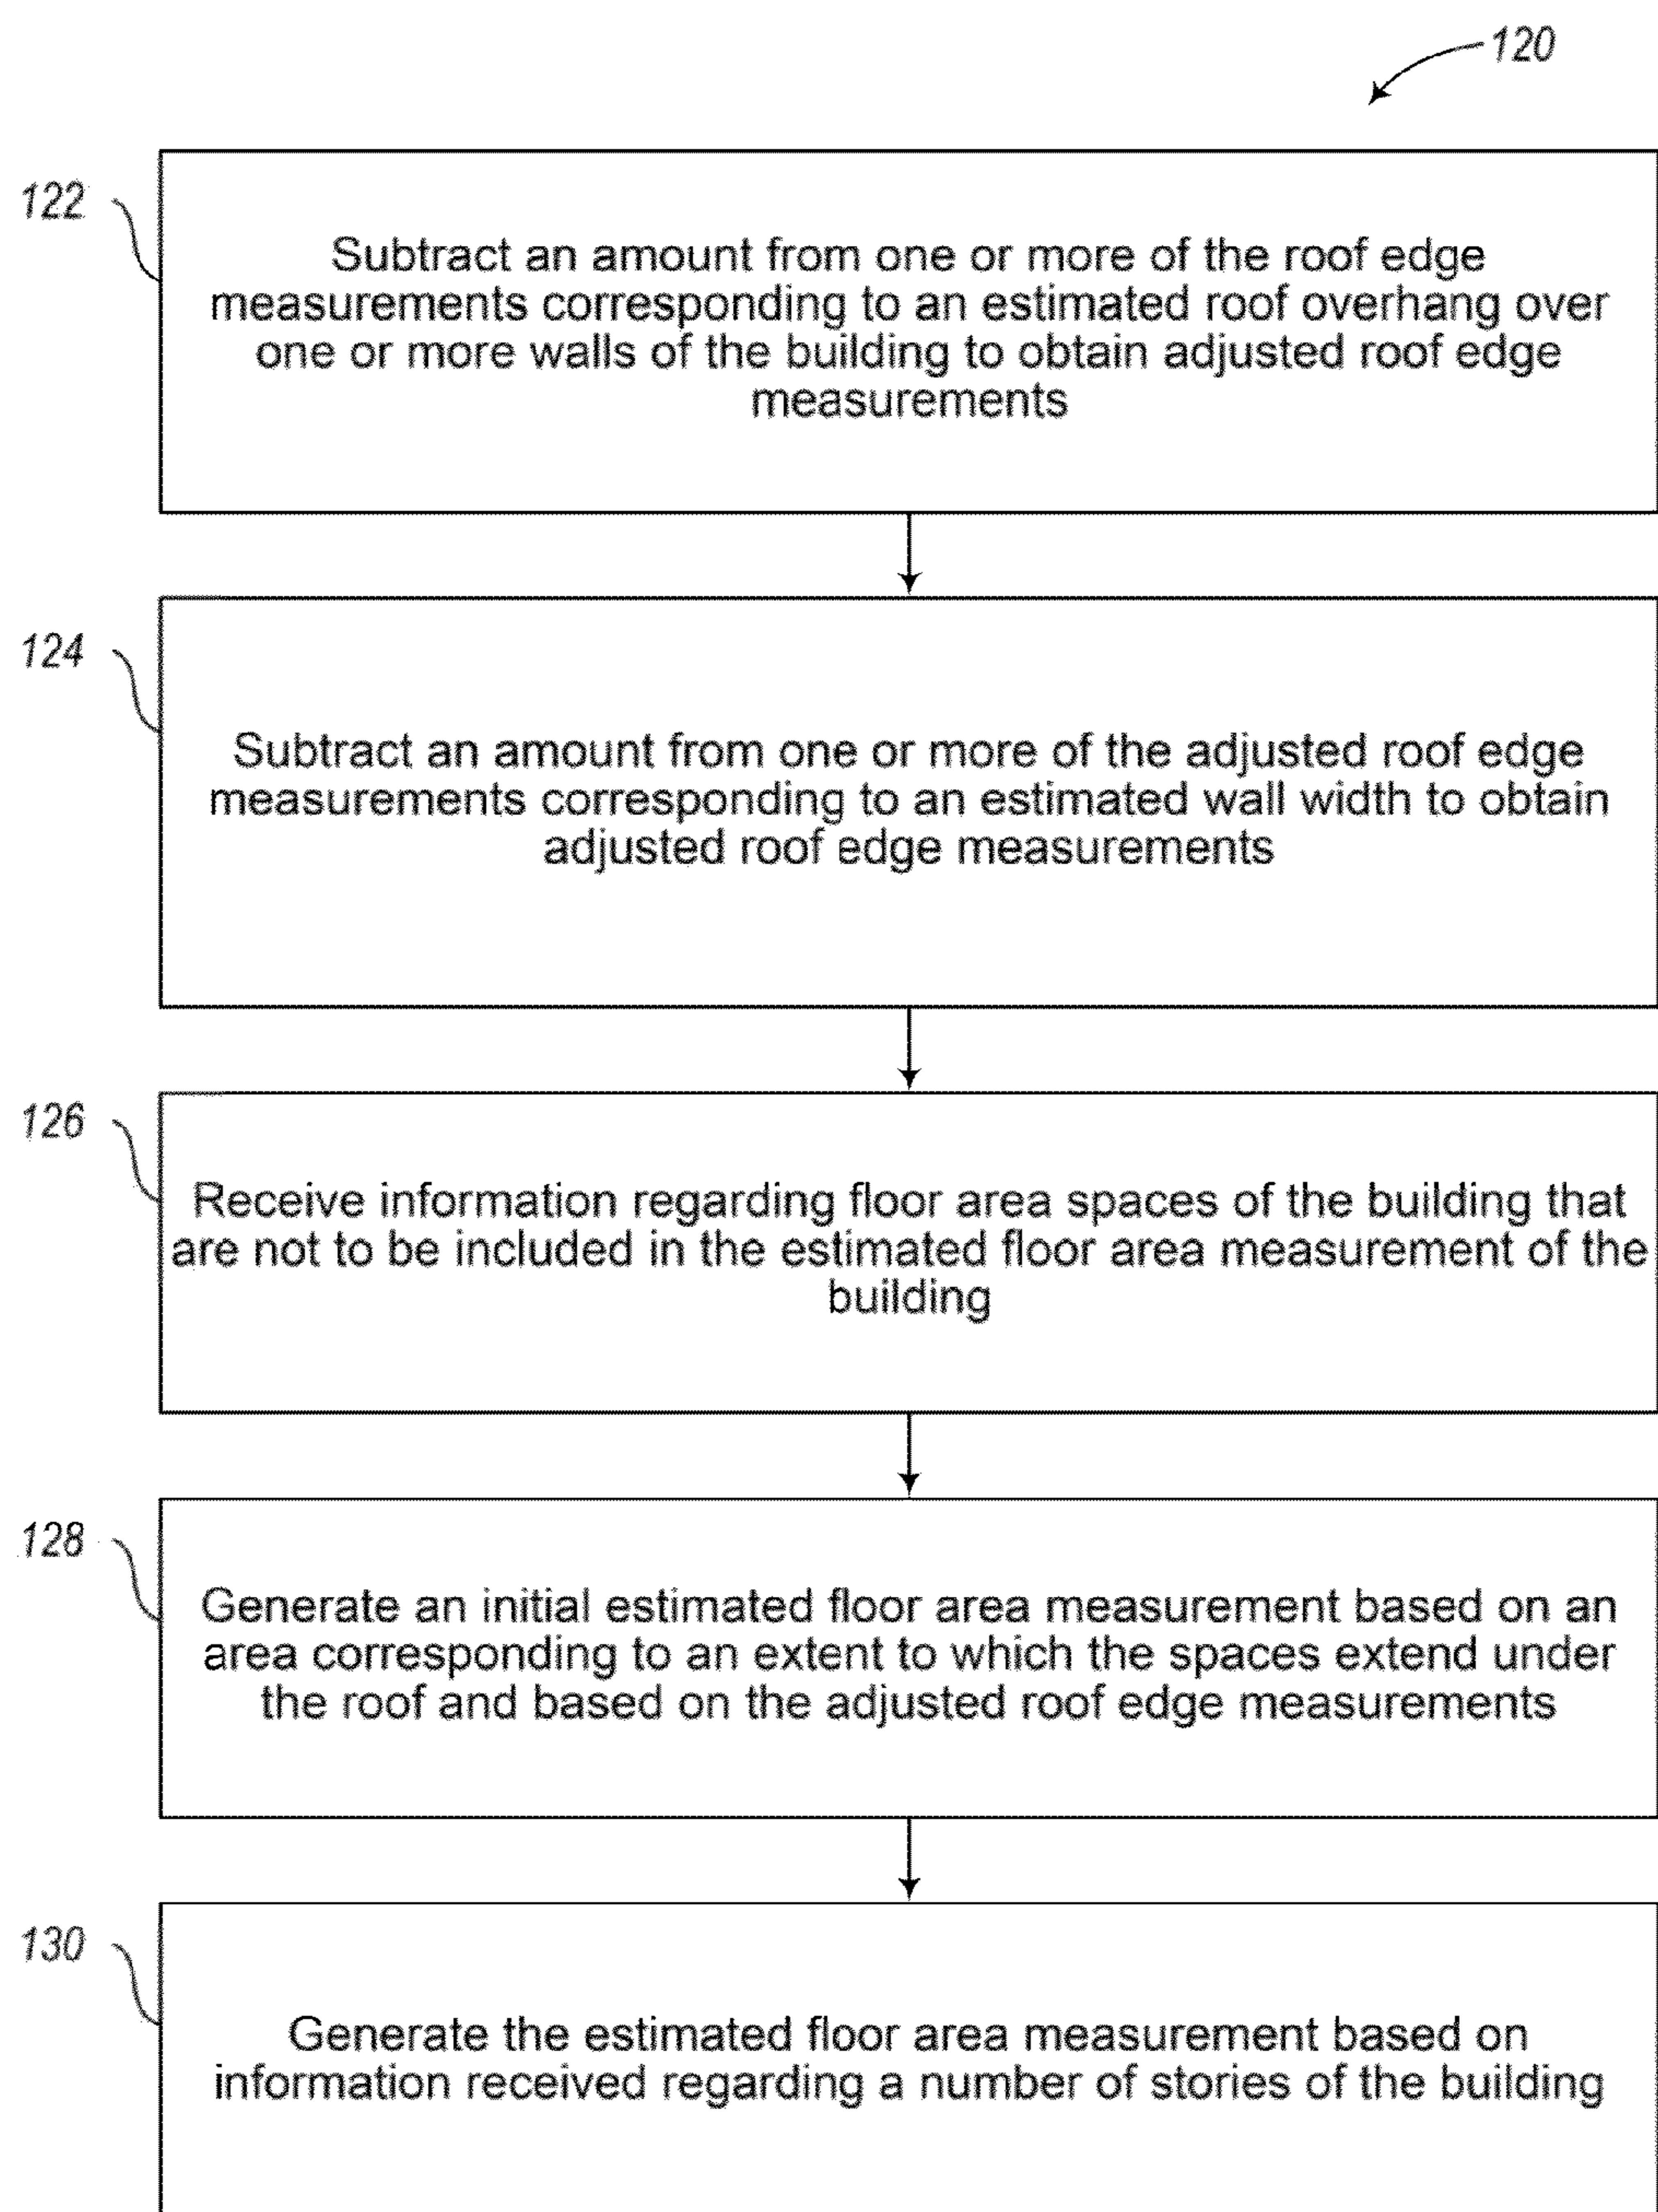 120
122
Subtract an amount from one or more of the roof edge
measurements corresponding to an estimated roof overhang over
one or more walls of the building to obtain adjusted roof edge
measurements
124
Subtract an amount from one or more of the adjusted roof edge
measurements corresponding to an estimated wall width to obtain
adjusted roof edge measurements
126
Receive information regarding floor area spaces of the building that
are not to be included in the estimated floor area measurement of the
building
128
Generate an initial estimated floor area measurement based on an
area corresponding to an extent to which the spaces extend under
the roof and based on the adjusted roof edge measurements
130
Generate the estimated floor area measurement based on
information received regarding a number of stories of the building